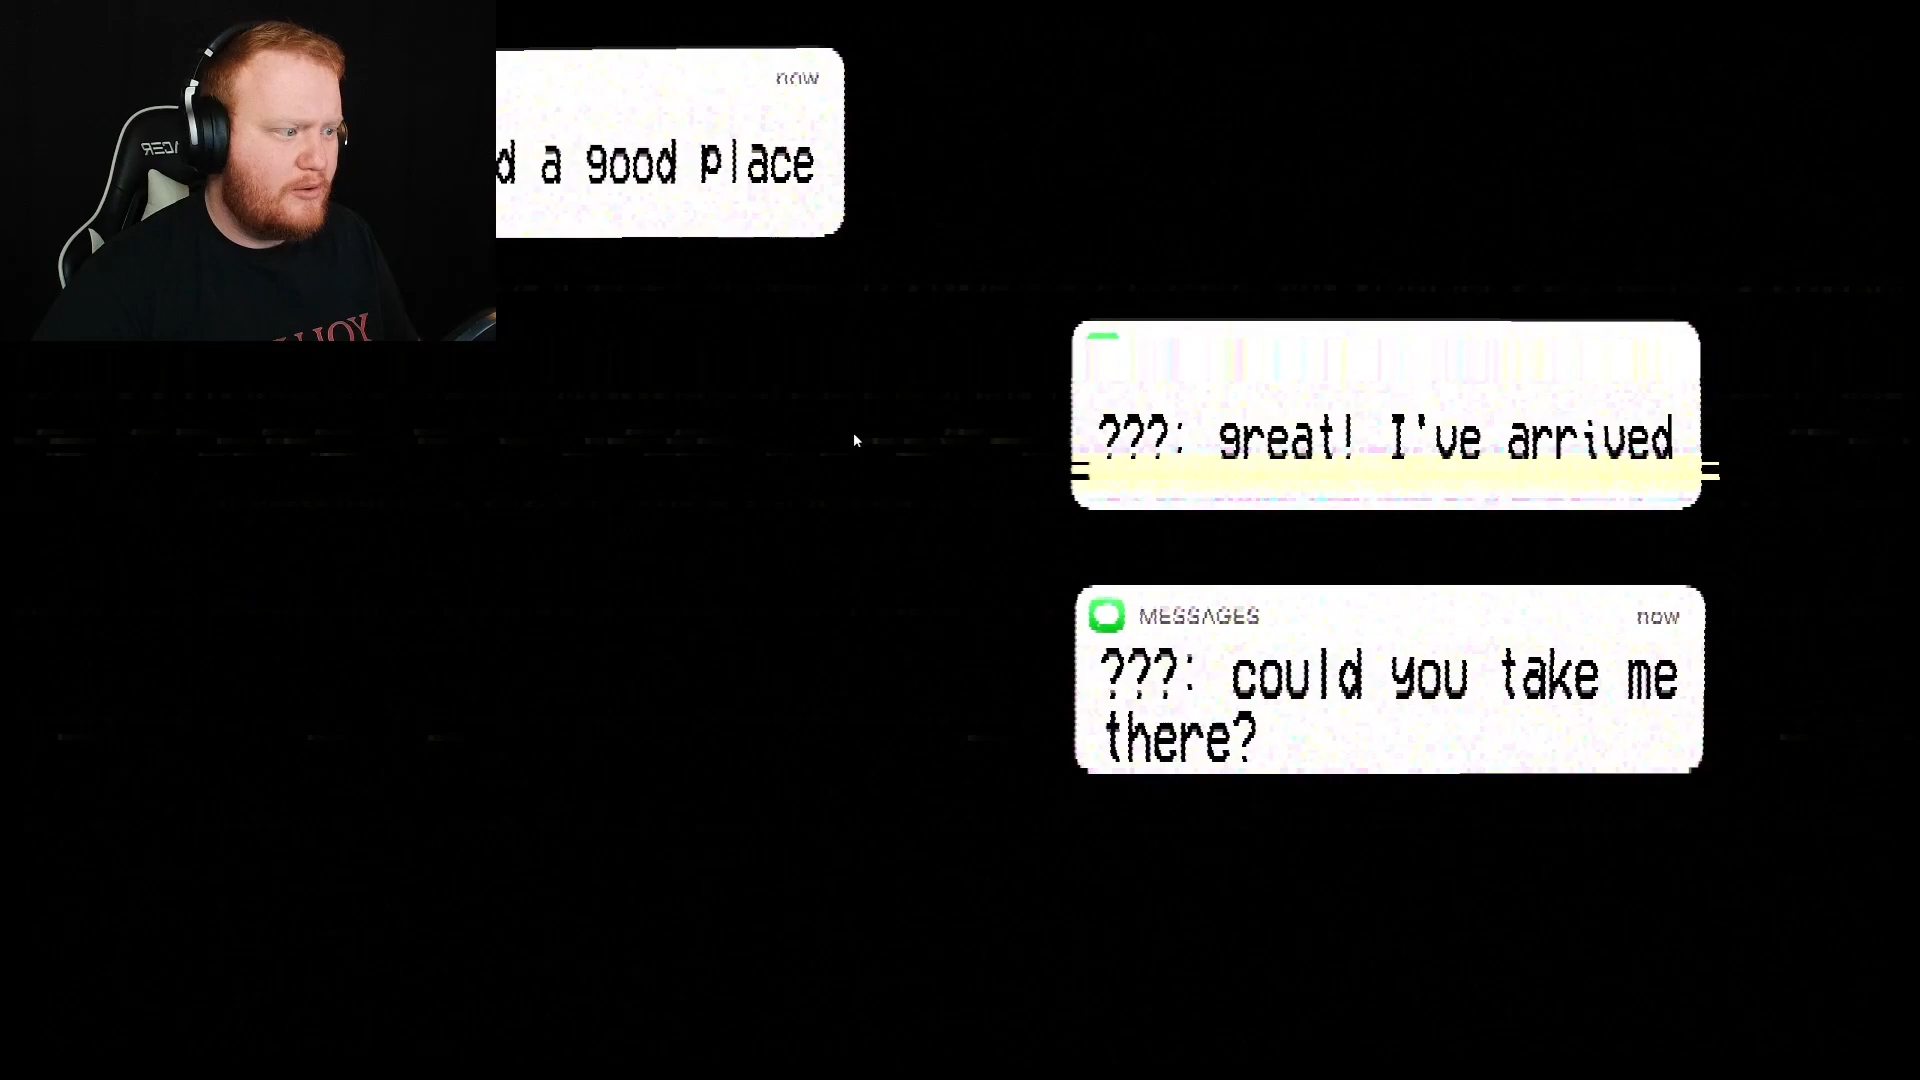 now
d a good place
???: great! I've arrived
MESSAGES
now
???: could you take me
there?